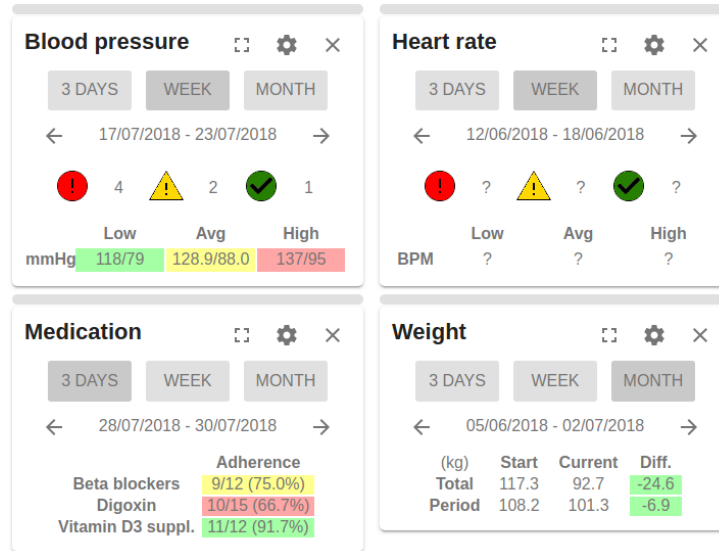 Blood pressure
3 DAYS WEEK MONTH
17/07/2018 - 23/07/2018
! 4 ! 2 1
Low Avg High
mmHg 118/79 128.9/88.0 137/95
Heart rate
3 DAYS WEEK MONTH
12/06/2018 - 18/06/2018
! ? ! ? ?
Low Avg High
BPM ? ? ?
Medication
3 DAYS WEEK MONTH
28/07/2018 - 30/07/2018
Adherence
Beta blockers 9/12 (75.0%)
Digoxin 10/15 (66.7%)
Vitamin D3 suppl. 11/12 (91.7%)
Weight
3 DAYS WEEK MONTH
05/06/2018 - 02/07/2018
(kg) Start Current Diff.
Total 117.3 92.7 -24.6
Period 108.2 101.3 -6.9